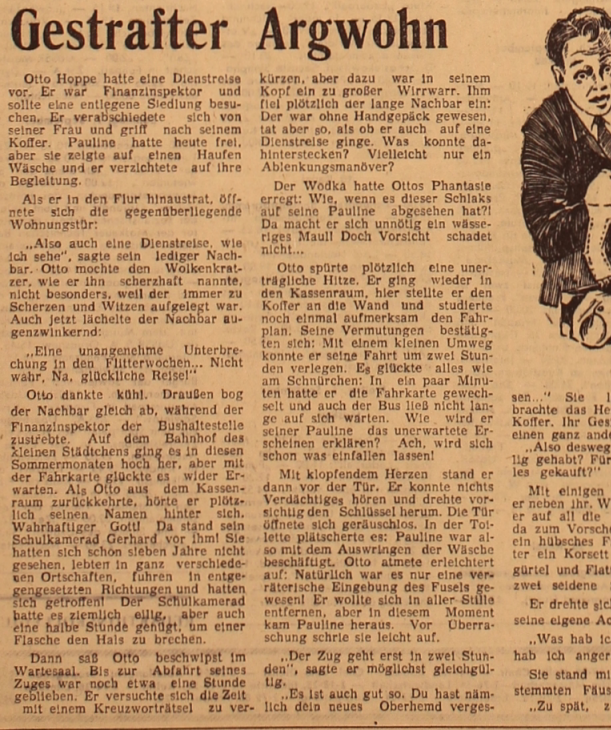 Gestrafter Argwohn
Otto Hoppe hatte eine Dienstreise
vor. Er war Finanzinspektor und
sollte eine entlegene Siedlung besu-
chen. Er verabschiedete sich von
seiner Frau und griff nach seinem
Koffer. Pauline hatte heute frei,
aber sie zeigte auf einen Haufen
Wäsche und er verzichtete auf ihre
Begleitung.
Als er in den Flur hinaustrat, öff-
nete sich die gegenüberliegende
Wohnungstür:
„Also auch eine Dienstreise, wie
ich sehe“, sagte sein lediger Nach-
bar. Otto mochte den Wolkenkrat-
zer, wie er ihn scherzhaft nannte,
nicht besonders, weil der immer zu
Scherzen und Witzen aufgelegt war.
Auch jetzt lächelte der Nachbar au-
genzwinkernd:
„Eine unangenehme Unterbre-
chung in den Flitterwochen... Nicht
wahr, Na, glückliche Reise!“
Otto dankte kühl. Draußen bog
der Nachbar gleich ab, während der
Finanzinspektor der Bushaltestelle
zustrebte. Auf dem Bahnhof des
kleinen Städtchens ging es in diesen
Sommermonaten hoch her, aber mit
der Fahrkarte glückte es wider Er-
warten. Als Otto aus dem Kassen-
raum zurückkehrte, hörte er plötz-
lich seinen Namen hinter sich.
Wahrhaftiger Gott! Da stand sein
Schulkamerad Gerhard vor ihm! Sie
hatten sich schon sieben Jahre nicht
gesehen, lebten in ganz verschiede-
nen Ortschaften, fuhren in entge-
gengesetzten Richtungen und hatten
sich getroffen! Der Schulkamerad
hatte es ziemlich eilig, aber auch
eine halbe Stunde genügt, um einer
Flasche den Hals zu brechen.
Dann saß Otto beschwipst im
Wartesaal. Bis zur Abfahrt seines
Zuges war noch etwa eine Stunde
geblieben. Er versuchte sich die Zeit
mit einem Kreuzworträtsel zu ver-
kürzen, aber dazu war in seinem
Kopf ein zu großer Wirrwarr. Ihm
fiel plötzlich der lange Nachbar ein:
Der war ohne Handgepäck gewesen,
tat aber so, als ob er auch auf eine
Dienstreise ginge. Was konnte da-
hinterstecken? Vielleicht nur ein
Ablenkungsmanöver?
Der Wodka hatte Ottos Phantasie
erregt: Wie, wenn es dieser Schlaks
auf seine Pauline abgesehen hat?!
Da macht er sich unnötig ein wässe-
riges Maul! Doch Vorsicht schadet
nicht...
Otto spürte plötzlich eine uner-
trägliche Hitze. Er ging wieder in
den Kassenraum, hier stellte er den
Koffer an die Wand und studierte
noch einmal aufmerksam den Fahr-
plan. Seine Vermutungen bestätig-
ten sich: Mit einem kleinen Umweg
konnte er seine Fahrt um zwei Stun-
den verlegen. Es glückte alles wie
am Schnürchen: In ein paar Minu-
ten hatte er die Fahrkarte gewech-
selt und auch der Bus ließ nicht lan-
ge auf sich warten. Wie wird er
seiner Pauline das unerwartete Er-
scheinen erklären? Ach, wird sich
schon was einfallen lassen!
Mit klopfendem Herzen stand er
dann vor der Tür. Er konnte nichts
Verdächtiges hören und drehte vor-
sichtig den Schlüssel herum. Die Tür
öffnete sich geräuschlos. In der Toi-
lette plätscherte es: Pauline war al-
so mit dem Auswringen der Wäsche
beschäftigt. Otto atmete erleichtert
auf: Natürlich war es nur eine ver-
räterische Eingebung des Fusels ge-
wesen! Er wollte sich in aller Stille
entfernen, aber in diesem Moment
kam Pauline heraus. Vor Überra-
schung schrie sie leicht auf.
„Der Zug geht erst in zwei Stun-
den“, sagte er möglichst gleichgül-
tig.
„Es ist auch gut so. Du hast näm-
lich dein neues Oberhemd verges-
sen...“ Sie
brachte das
Koffer. Ihr
einen ganz
„Also
gehabt?
gekauft?“
Mit einigen
er neben ihr.
er auf all die
da zum
ein hübsches
ter ein Korsett
gürtel und
zwei seidene
Er drehte
seine eigene
„Was hab
hab ich
Sie stand
stemmten
„Zu spät,